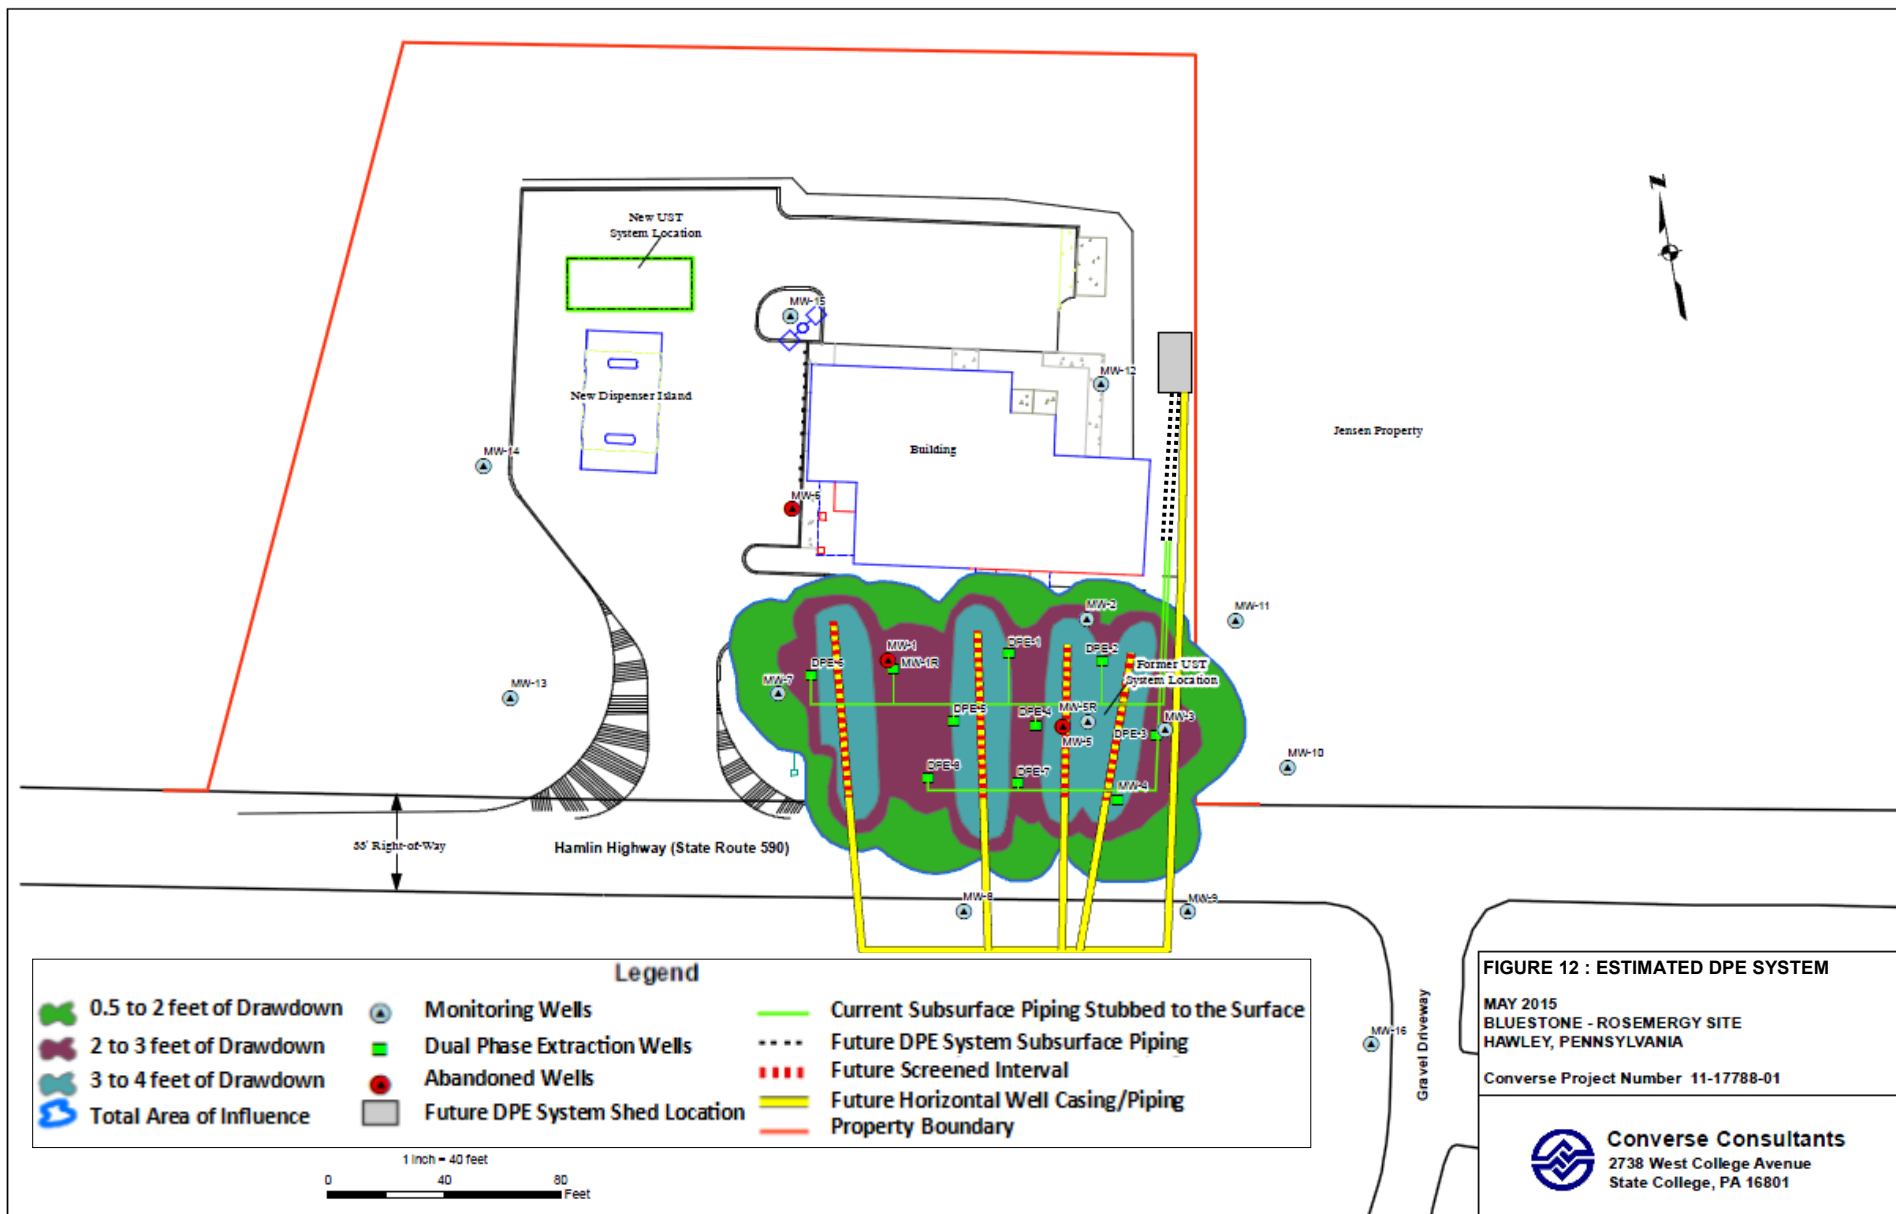 New UST
System Location
MW-15
New Dispenser Island
MW-12
Jensen Property
Building
MW-14
MW-6
MW-2
MW-11
MW-1
DPE-1
DPE-6
MW-1R
DPE-2
Former UST
System Location
MW-7
MW-13
DPE-5
DPE-4
MW-5R
MW-3
MW-5
DPE-3
MW-10
DPE-8
DPE-7
MW-4
55' Right-of-Way
Hamlin Highway (State Route 590)
MW-8
MW-9
MW-16
Gravel Driveway
N
Legend
0.5 to 2 feet of Drawdown
2 to 3 feet of Drawdown
3 to 4 feet of Drawdown
Total Area of Influence
Monitoring Wells
Dual Phase Extraction Wells
Abandoned Wells
Future DPE System Shed Location
Current Subsurface Piping Stubbed to the Surface
Future DPE System Subsurface Piping
Future Screened Interval
Future Horizontal Well Casing/Piping
Property Boundary
1 inch = 40 feet
0 40 80
Feet
FIGURE 12 : ESTIMATED DPE SYSTEM
MAY 2015
BLUESTONE - ROSEMERGY SITE
HAWLEY, PENNSYLVANIA
Converse Project Number 11-17788-01
Converse Consultants
2738 West College Avenue
State College, PA 16801